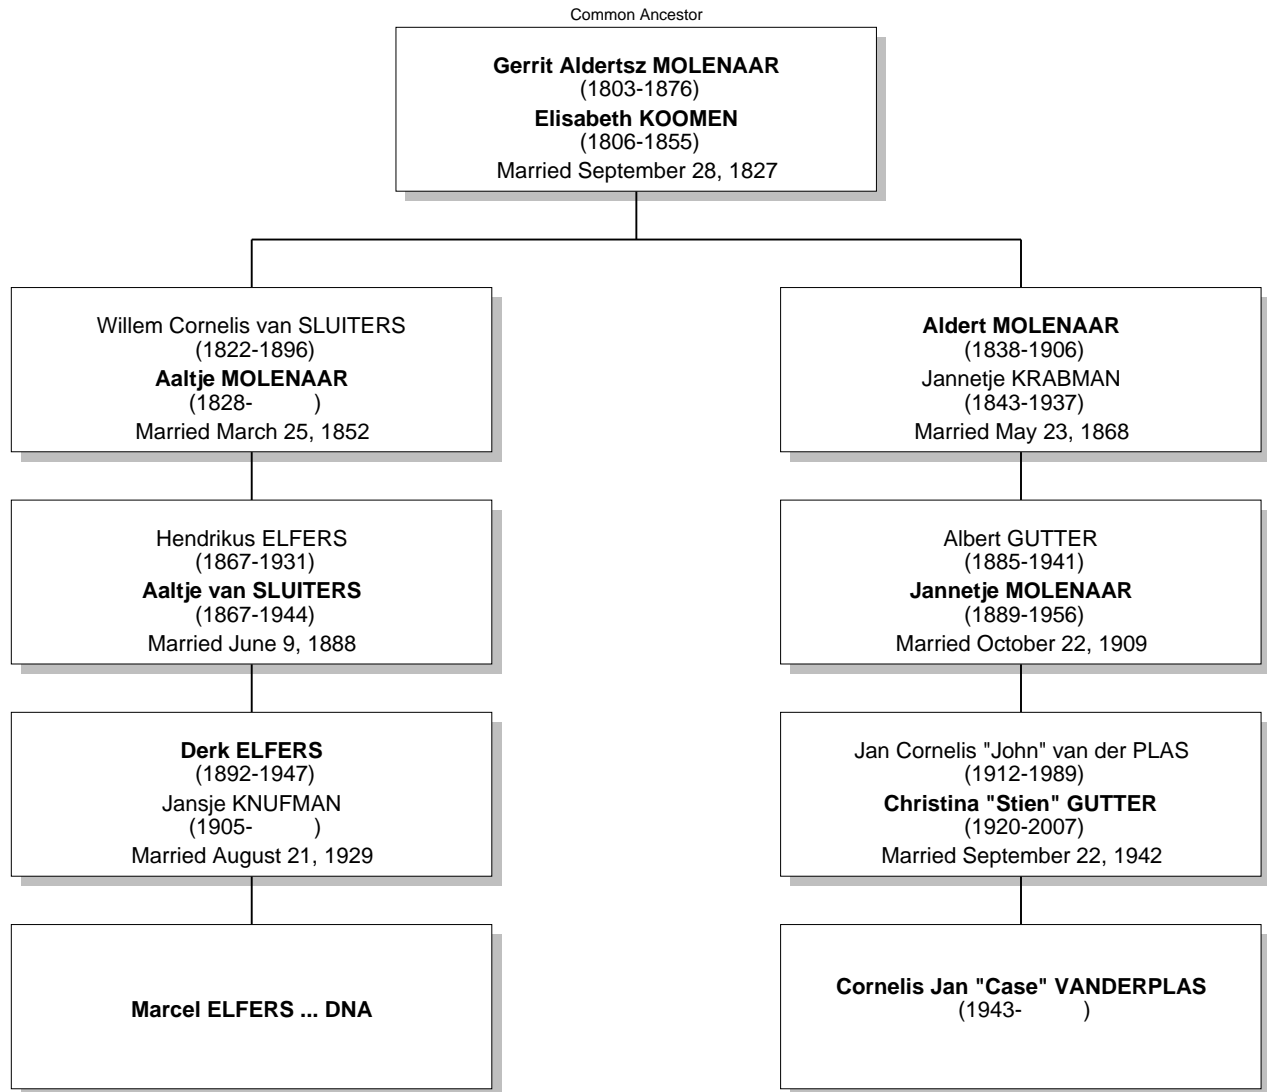 Common Ancestor
Gerrit Aldertsz MOLENAAR
(1803-1876)
Elisabeth KOOMEN
(1806-1855)
Married September 28, 1827
Willem Cornelis van SLUITERS
(1822-1896)
Aaltje MOLENAAR
(1828- )
Married March 25, 1852
Aldert MOLENAAR
(1838-1906)
Jannetje KRABMAN
(1843-1937)
Married May 23, 1868
Hendrikus ELFERS
(1867-1931)
Aaltje van SLUITERS
(1867-1944)
Married June 9, 1888
Albert GUTTER
(1885-1941)
Jannetje MOLENAAR
(1889-1956)
Married October 22, 1909
Derk ELFERS
(1892-1947)
Jansje KNUFMAN
(1905- )
Married August 21, 1929
Jan Cornelis "John" van der PLAS
(1912-1989)
Christina "Stien" GUTTER
(1920-2007)
Married September 22, 1942
Marcel ELFERS ... DNA
Cornelis Jan "Case" VANDERPLAS
(1943- )